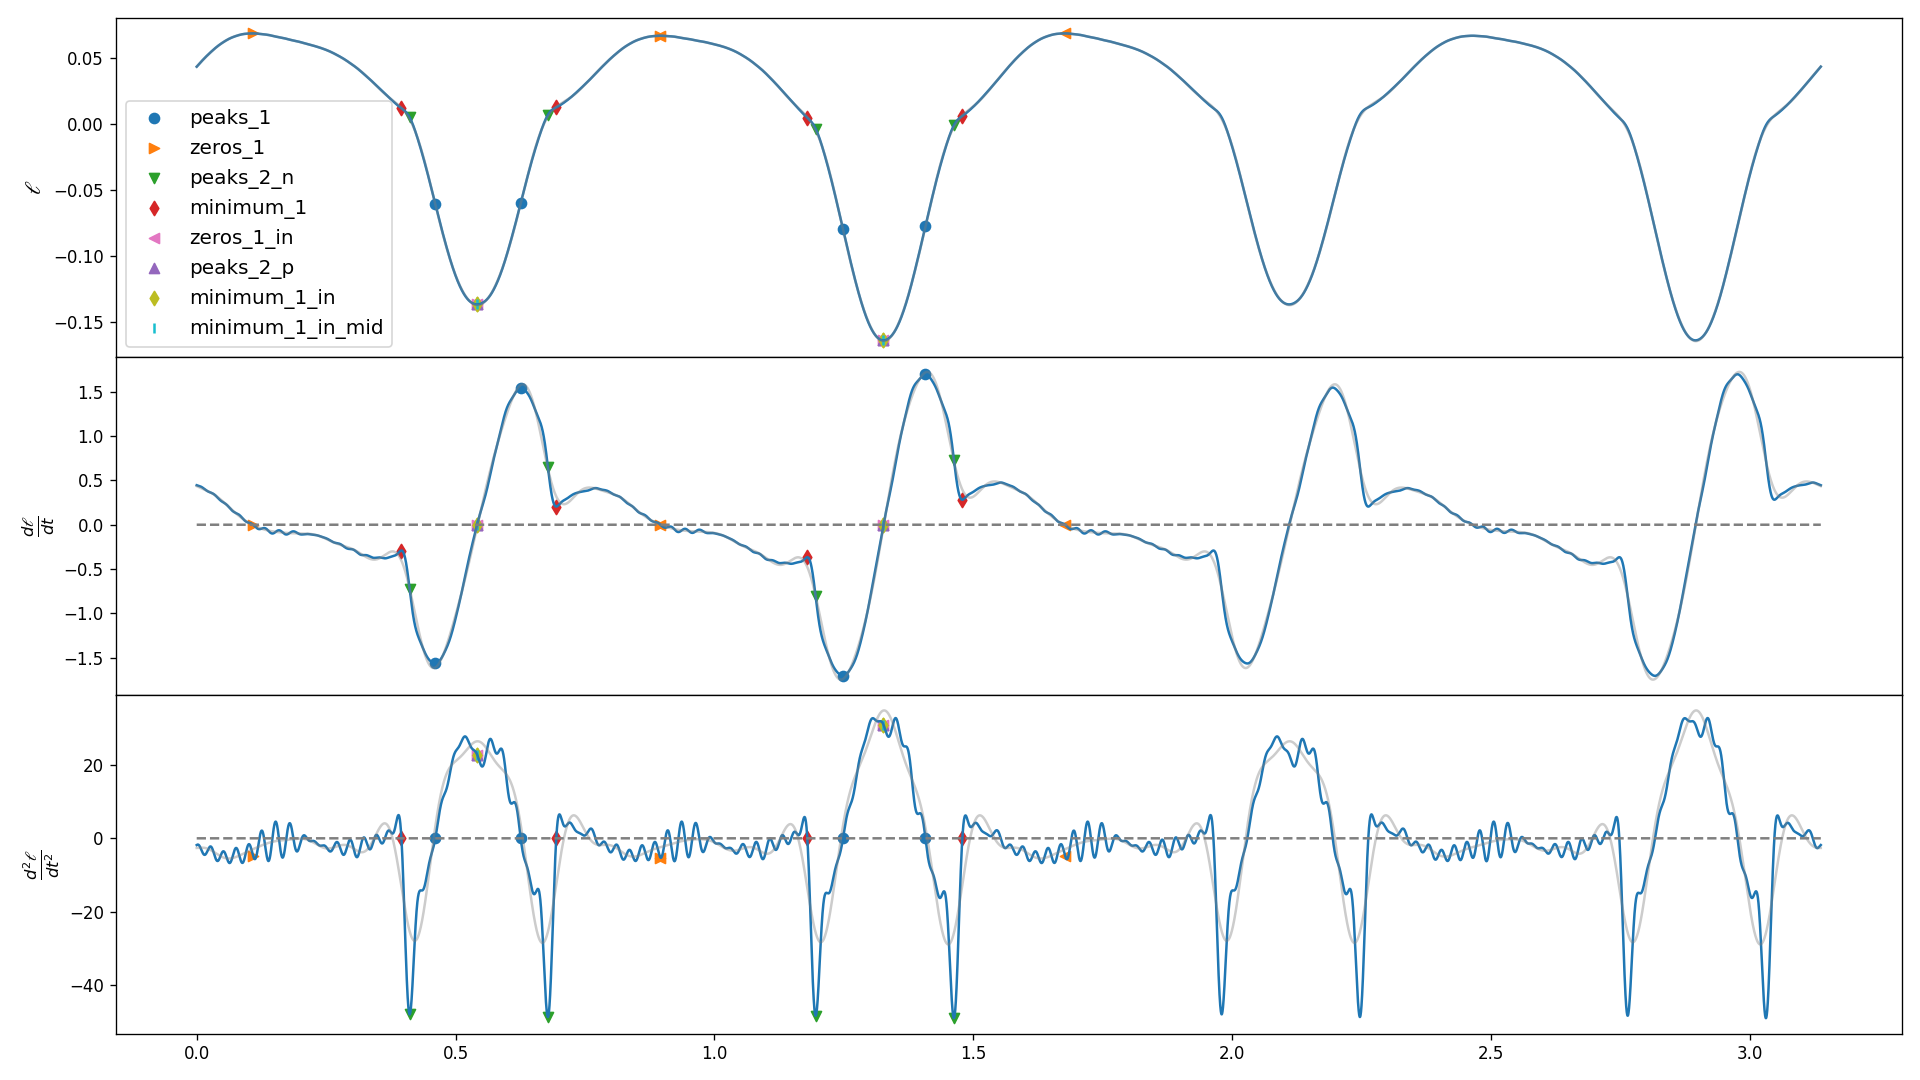 0.05
0.00
−0.05
−0.10
−0.15
ℓ
peaks_1
zeros_1
peaks_2_n
minimum_1
zeros_1_in
peaks_2_p
minimum_1_in
minimum_1_in_mid
1.5
1.0
0.5
0.0
−0.5
−1.0
−1.5
dℓ
dt
20
0
−20
−40
d²ℓ
dt²
0.0 0.5 1.0 1.5 2.0 2.5 3.0